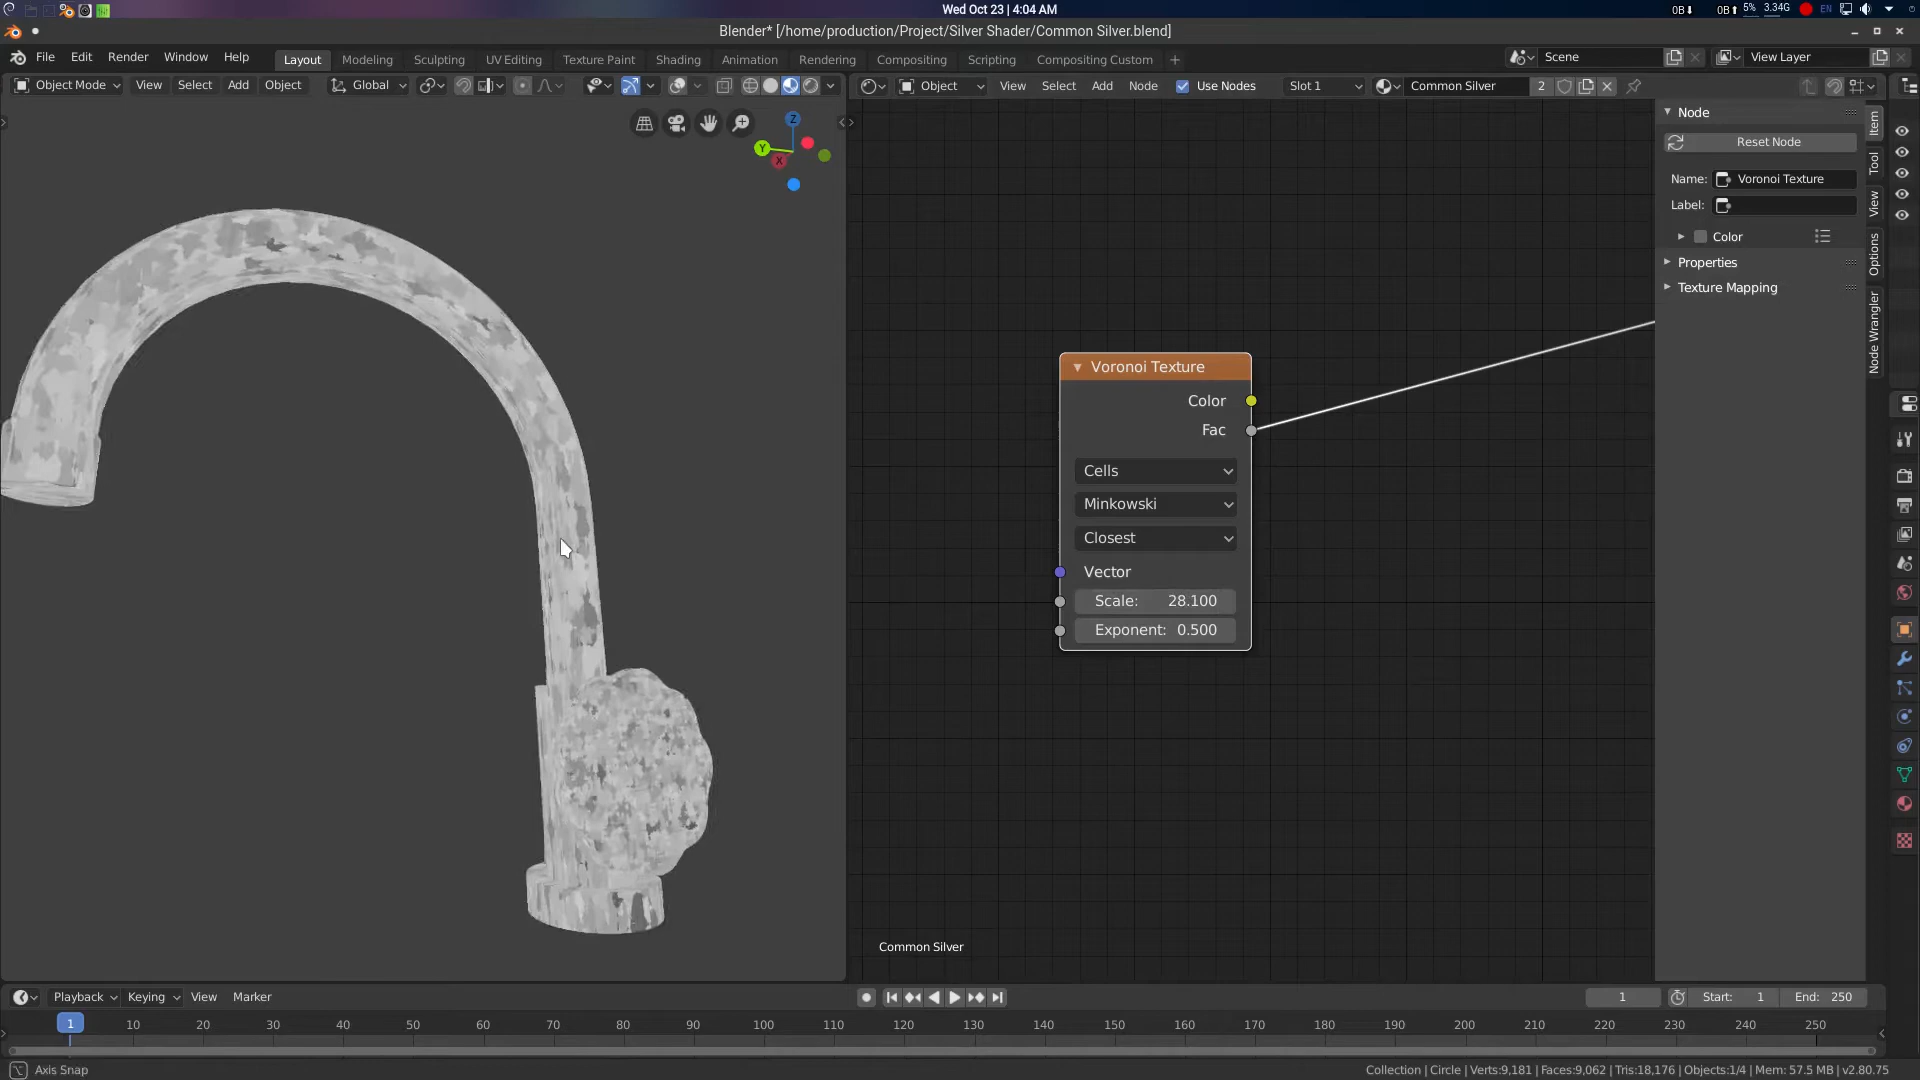 Wed Oct 23 | 4:04 AM
0B 0B 5% 3.34G EN
Blender* [/home/production/Project/Silver Shader/Common Silver.blend]
File Edit Render Window Help
Layout Modeling Sculpting UV Editing Texture Paint Shading Animation Rendering Compositing Scripting Compositing Custom +
Scene View Layer
Object Mode View Select Add Object Global
Object View Select Add Node Use Nodes Slot 1 Common Silver 2
Z
Y
X
Node
Reset Node
Name: Voronoi Texture
Label:
Color
Properties
Texture Mapping
Item
Tool
View
Options
Node Wrangler
Voronoi Texture
Color
Fac
Cells
Minkowski
Closest
Vector
Scale: 28.100
Exponent: 0.500
Common Silver
Playback Keying View Marker
1 Start: 1 End: 250
1 10 20 30 40 50 60 70 80 90 100 110 120 130 140 150 160 170 180 190 200 210 220 230 240 250
Axis Snap
Collection | Circle | Verts:9,181 | Faces:9,062 | Tris:18,176 | Objects:1/4 | Mem: 57.5 MB | v2.80.75